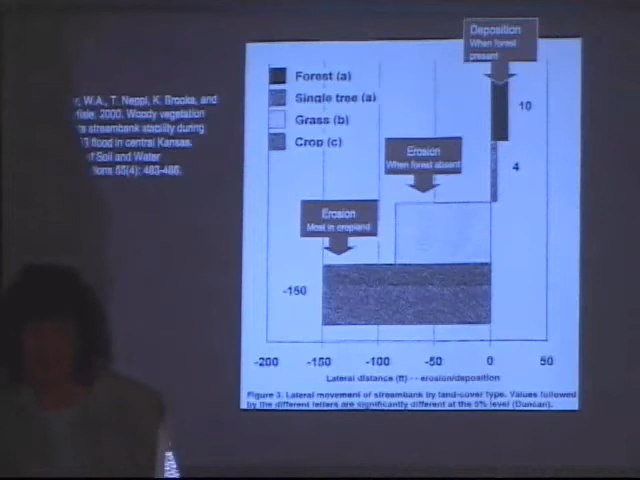 W.A., T. Neppl, K. Brooks, and
2000. Woody vegetation
streambank stability during
flood in central Kansas.
of Soil and Water
55(4): 483-486.
Deposition
When forest
present
Forest (a)
Single tree (a)
Grass (b)
Crop (c)
10
Erosion
When forest absent
4
Erosion
Most in cropland
-150
-200 -150 -100 -50 0 50
Lateral distance (ft) -- erosion/deposition
Figure 3. Lateral movement of streambank by land-cover type. Values followed
by the different letters are significantly different at the 5% level (Duncan).